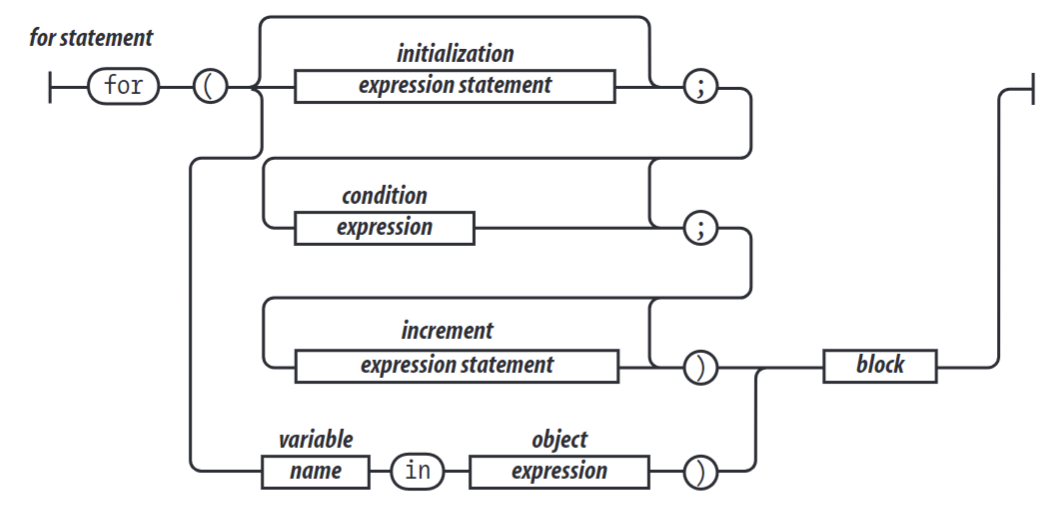 for statement
for ( initialization
expression statement ;
condition
expression ;
increment
expression statement ) block
variable object
name in expression )